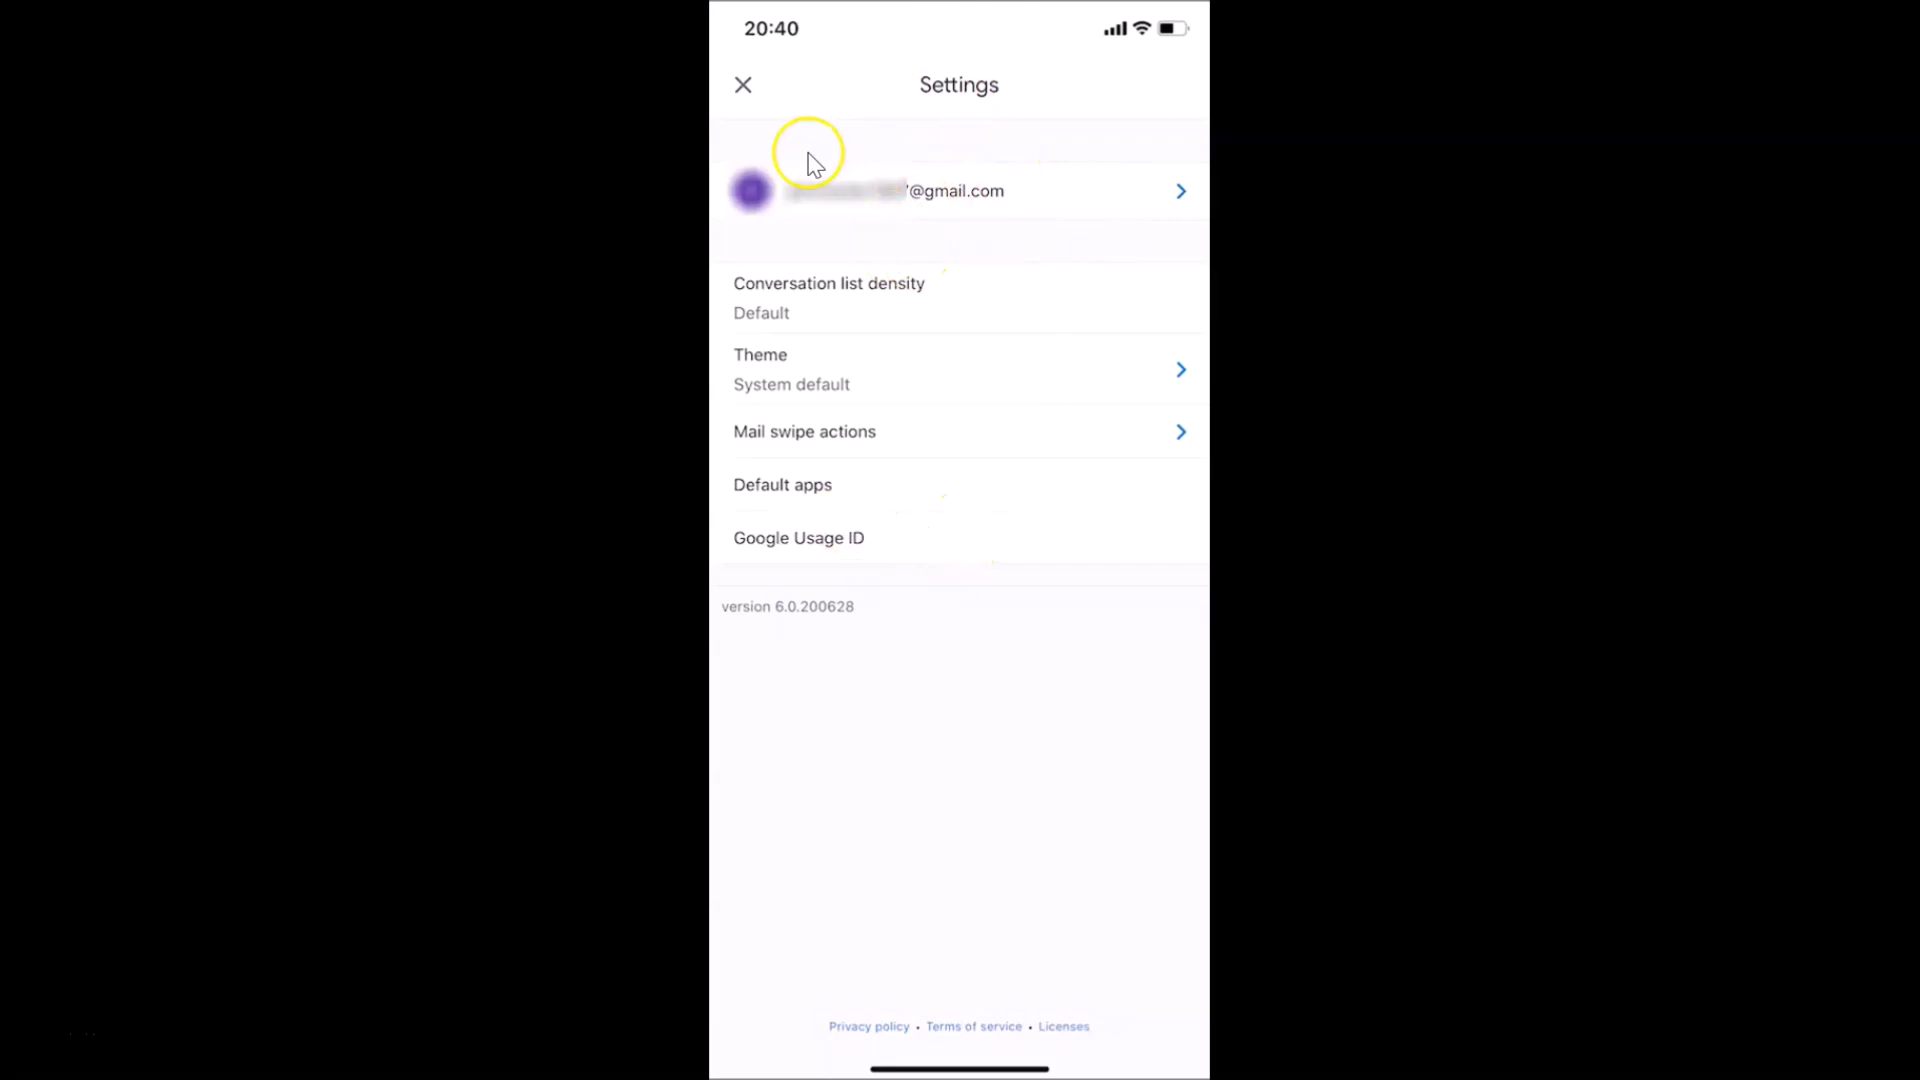 20:40
Settings
@gmail.com
Conversation list density
Default
Theme
System default
Mail swipe actions
Default apps
Google Usage ID
version 6.0.200628
Privacy policy • Terms of service • Licenses